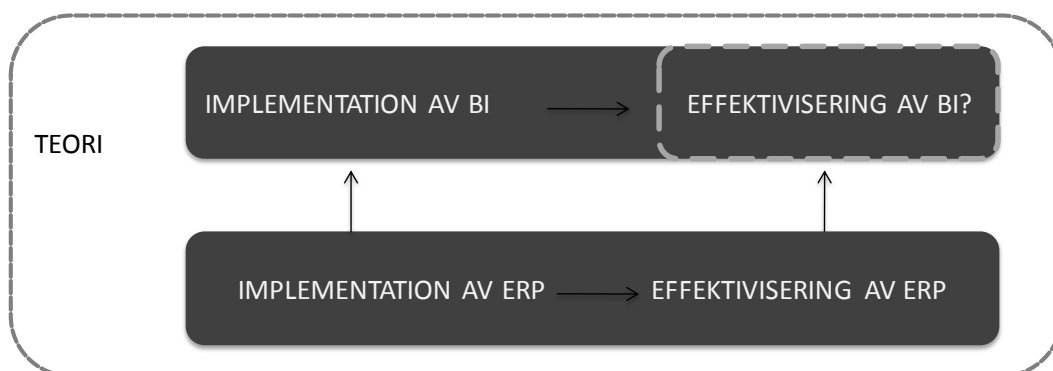 IMPLEMENTATION AV BI
EFFEKTIVISERING AV BI?
TEORI
IMPLEMENTATION AV ERP
EFFEKTIVISERING AV ERP